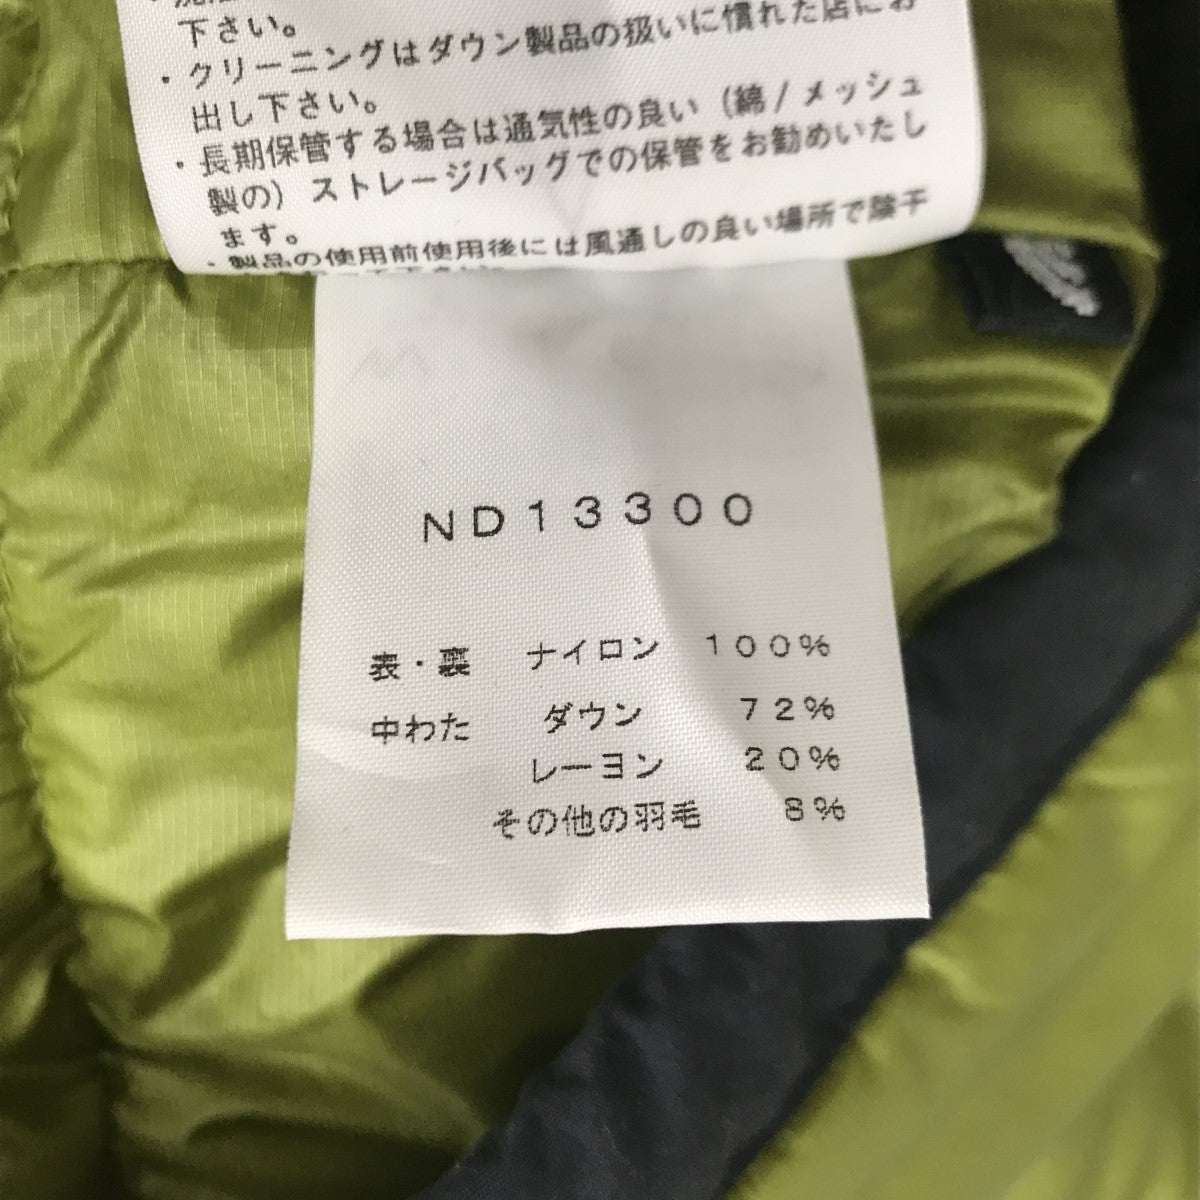 下さい。
・クリーニングはダウン製品の扱いに慣れた店にお
出し下さい。
・長期保管する場合は通気性の良い（綿/メッシュ
製の）ストレージバッグでの保管をお勧めいたし
ます。
・製品の使用前使用後には風通しの良い場所で陰干
ND13300
表・裏 ナイロン 100%
中わた ダウン 72%
レーヨン 20%
その他の羽毛 8%